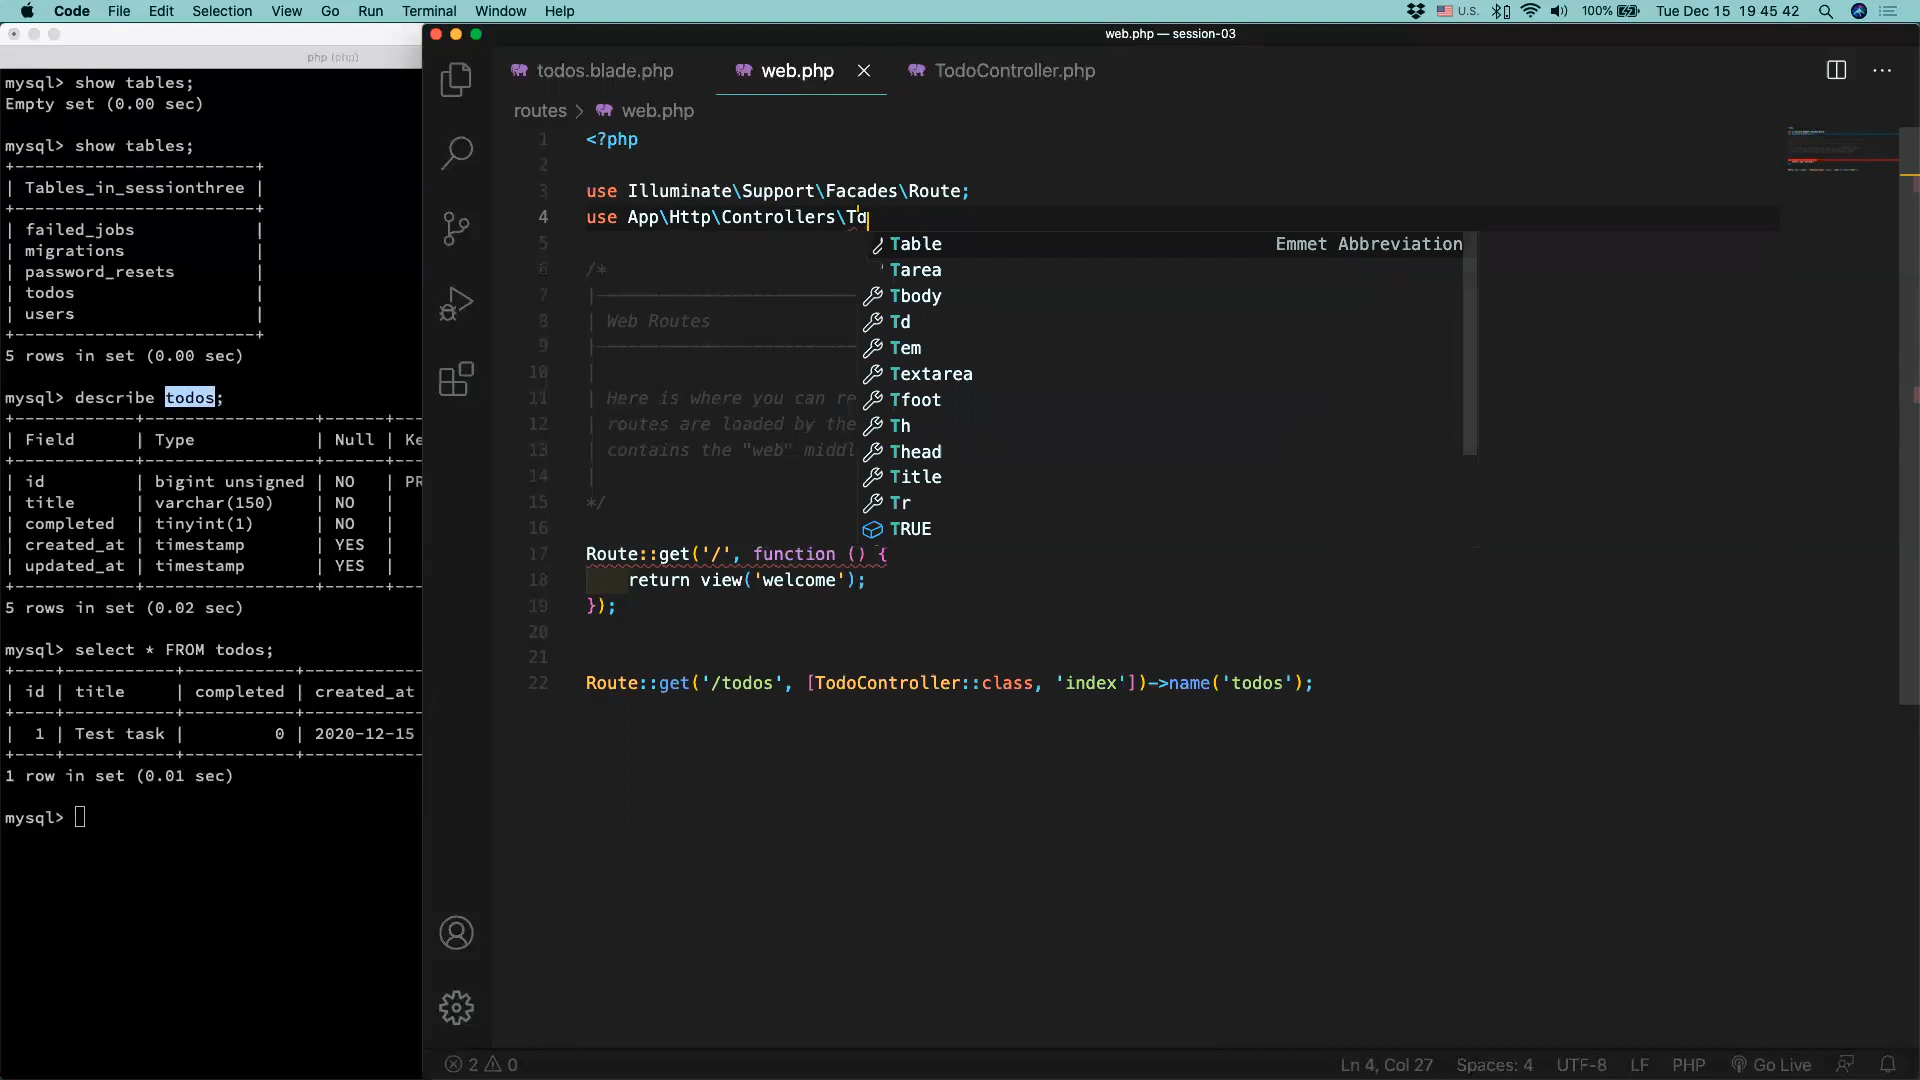 Code File Edit Selection View Go Run Terminal Window Help U.S. 100% Tue Dec 15 19 45 42
php (php)
mysql> show tables;
Empty set (0.00 sec)
mysql> show tables;
+-----------------------+
| Tables_in_sessionthree |
+-----------------------+
| failed_jobs |
| migrations |
| password_resets |
| todos |
| users |
+-----------------------+
5 rows in set (0.00 sec)
mysql> describe todos;
| Field | Type | Null | Ke
| id | bigint unsigned | NO | PR
| title | varchar(150) | NO |
| completed | tinyint(1) | NO |
| created_at | timestamp | YES |
| updated_at | timestamp | YES |
5 rows in set (0.02 sec)
mysql> select * FROM todos;
| id | title | completed | created_at
| 1 | Test task | 0 | 2020-12-15
1 row in set (0.01 sec)
mysql>
web.php — session-03
todos.blade.php web.php TodoController.php
routes > web.php
1 <?php
2
3 use Illuminate\Support\Facades\Route;
4 use App\Http\Controllers\To
5
Table Emmet Abbreviation
Tarea
Tbody
Td
Tem
Textarea
Tfoot
Th
Thead
Title
Tr
TRUE
6 /*
7 |
8 | Web Routes
9 |
10 |
11 | Here is where you can re
12 | routes are loaded by the
13 | contains the "web" middl
14 |
15 */
16
17 Route::get('/', function () {
18 return view('welcome');
19 });
20
21
22 Route::get('/todos', [TodoController::class, 'index'])->name('todos');
2 0 Ln 4, Col 27 Spaces: 4 UTF-8 LF PHP Go Live